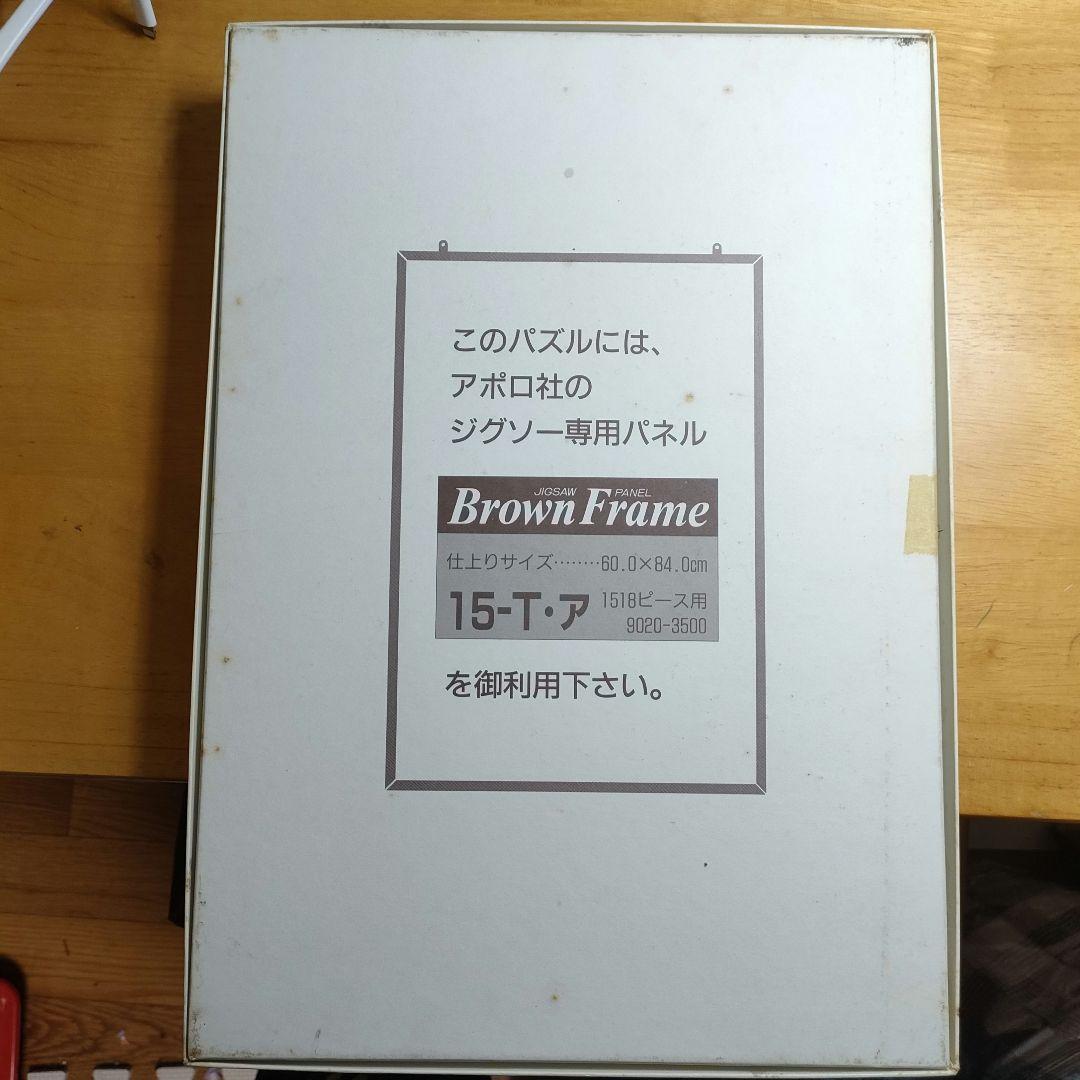 このパズルには、
アポロ社の
ジグソー専用パネル
JIGSAW PANEL
Brown Frame
仕上りサイズ………60.0×84.0cm
15-T・ア 1518ピース用
9020-3500
を御利用下さい。